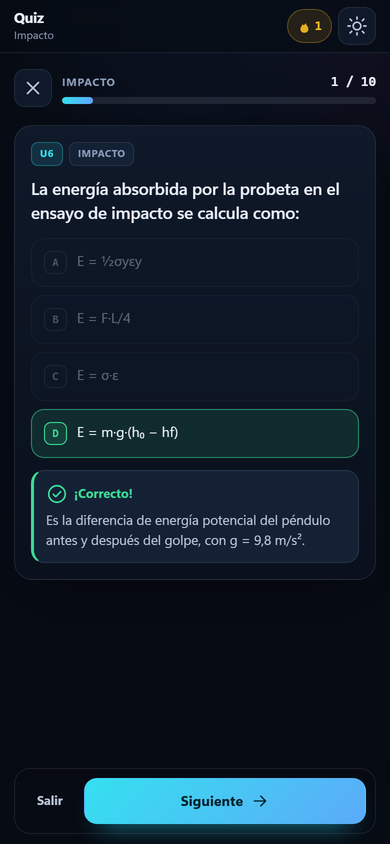 Quiz
Impacto
1
IMPACTO
1 / 10
U6
IMPACTO
La energía absorbida por la probeta en el
ensayo de impacto se calcula como:
A
E = ½σyεy
B
E = F·L/4
C
E = σ·ε
D
E = m·g·(h₀ − hf)
¡Correcto!
Es la diferencia de energía potencial del péndulo
antes y después del golpe, con g = 9,8 m/s².
Salir
Siguiente →